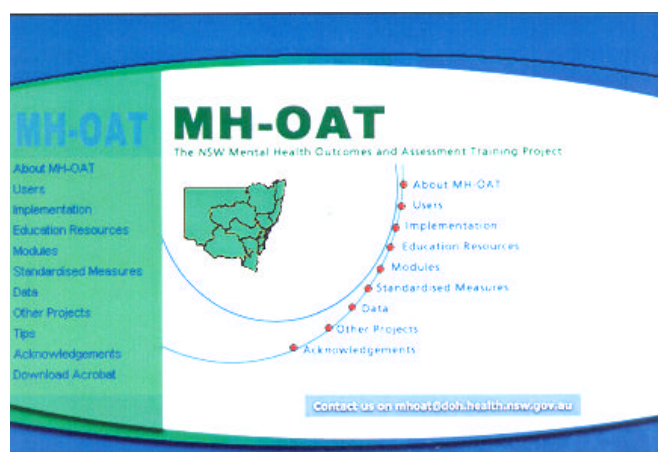 MH-OAT
About MH-OAT
Users
Implementation
Education Resources
Modules
Standardised Measures
Data
Other Projects
Tips
Acknowledgements
Download Acrobat
MH-OAT
The NSW Mental Health Outcomes and Assessment Training Project
About MH-OAT
Users
Implementation
Education Resources
Modules
Standardised Measures
Data
Other Projects
Acknowledgements
Contact us on mhoat@doh.health.nsw.gov.au